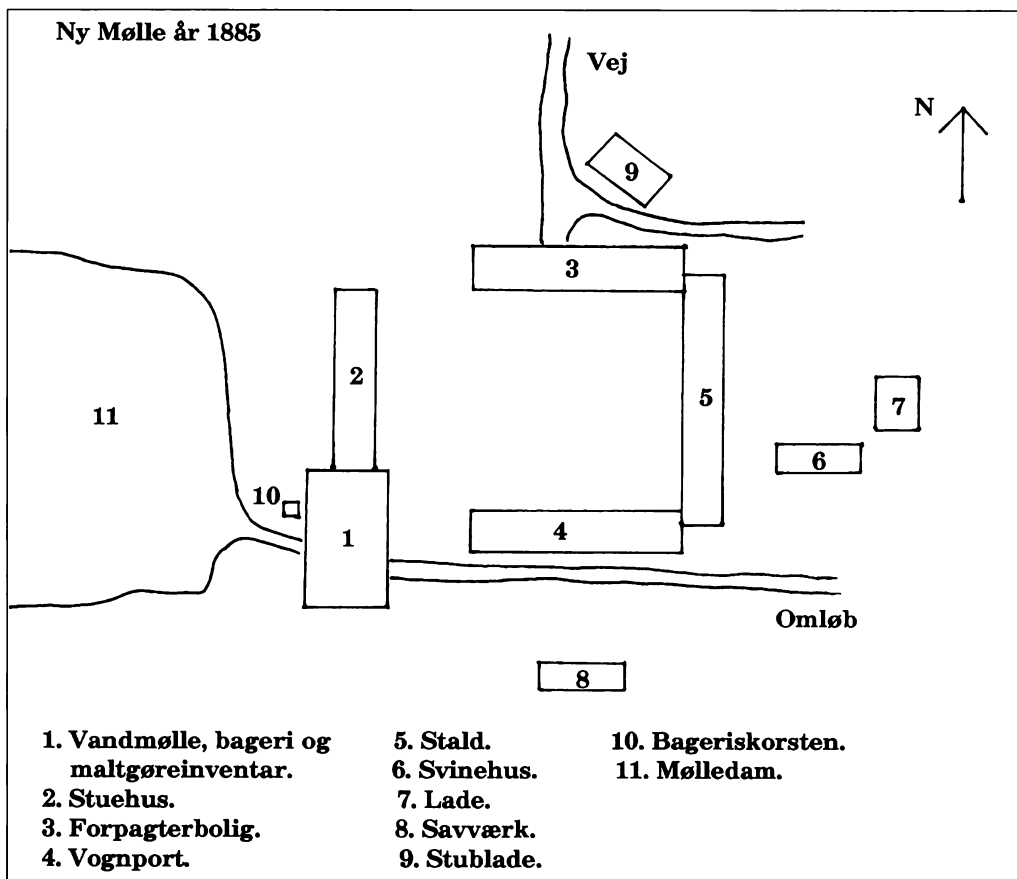 Ny Mølle år 1885
Vej
N
9
3
2
5
7
11
6
10
1
4
Omløb
8
1. Vandmølle, bageri og
maltgøreinventar.
2. Stuehus.
3. Forpagterbolig.
4. Vognport.
5. Stald.
6. Svinehus.
7. Lade.
8. Savværk.
9. Stublade.
10. Bageriskorsten.
11. Mølledam.